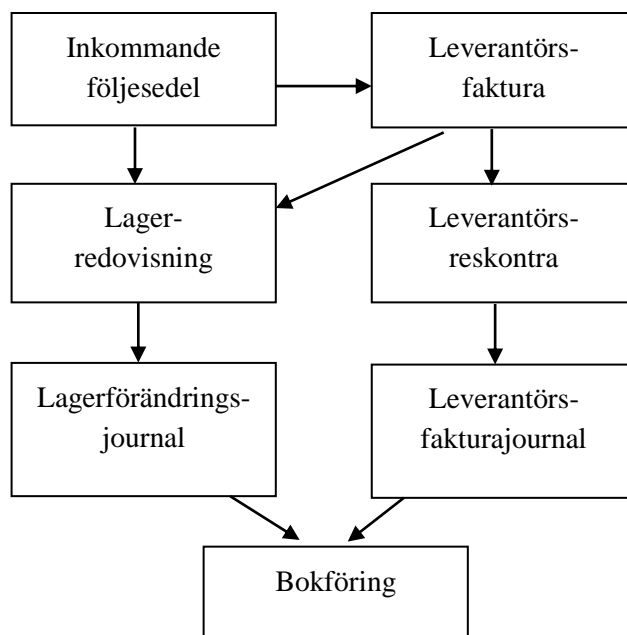 Inkommande
följesedel
Leverantörs-
faktura
Lager-
redovisning
Leverantörs-
reskontra
Lagerförändrings-
journal
Leverantörs-
fakturajournal
Bokföring